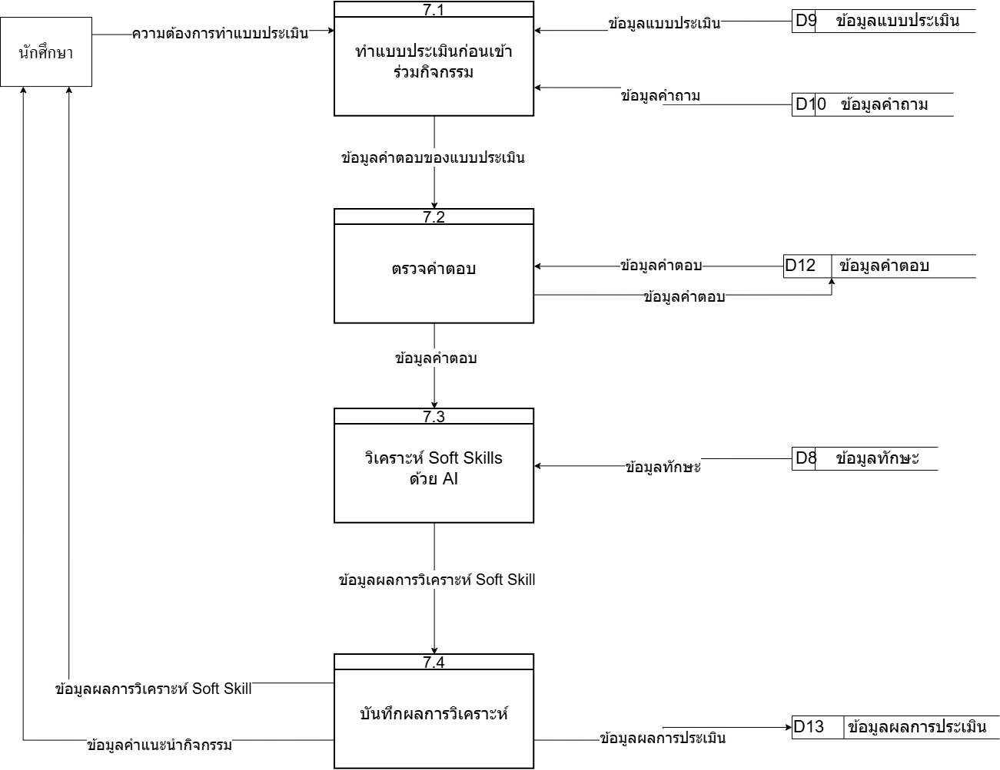 7.1
นักศึกษา
ความต้องการทำแบบประเมิน
ทำแบบประเมินก่อนเข้า
ร่วมกิจกรรม
ข้อมูลแบบประเมิน
D9 ข้อมูลแบบประเมิน
ข้อมูลคำถาม
D10 ข้อมูลคำถาม
ข้อมูลคำตอบของแบบประเมิน
7.2
ตรวจคำตอบ
ข้อมูลคำตอบ
D12 ข้อมูลคำตอบ
ข้อมูลคำตอบ
ข้อมูลคำตอบ
7.3
วิเคราะห์ Soft Skills
ด้วย AI
ข้อมูลทักษะ
D8 ข้อมูลทักษะ
ข้อมูลผลการวิเคราะห์ Soft Skill
7.4
บันทึกผลการวิเคราะห์
ข้อมูลผลการวิเคราะห์ Soft Skill
ข้อมูลคำแนะนำกิจกรรม
ข้อมูลผลการประเมิน
D13 ข้อมูลผลการประเมิน